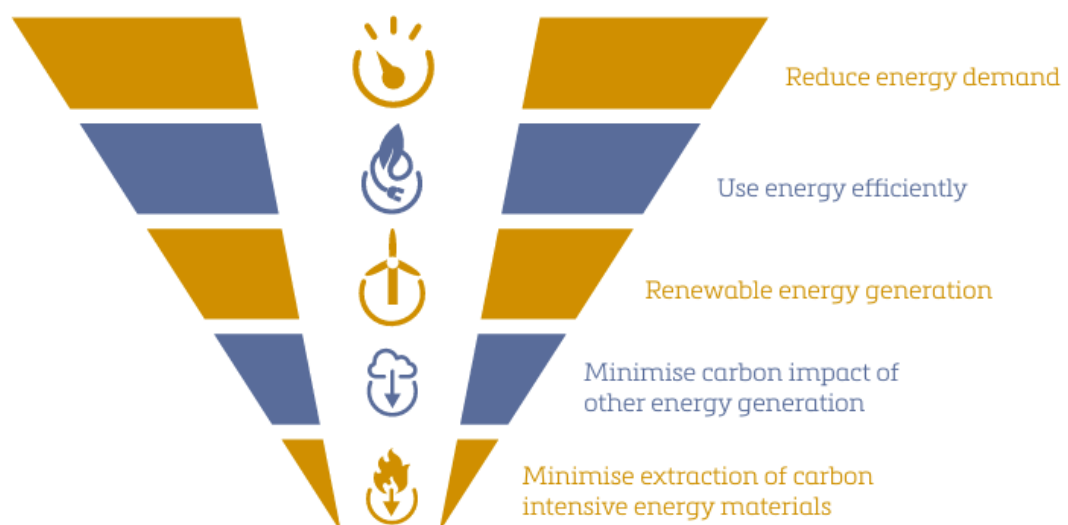 Reduce energy demand
Use energy efficiently
Renewable energy generation
Minimise carbon impact of
other energy generation
Minimise extraction of carbon
intensive energy materials